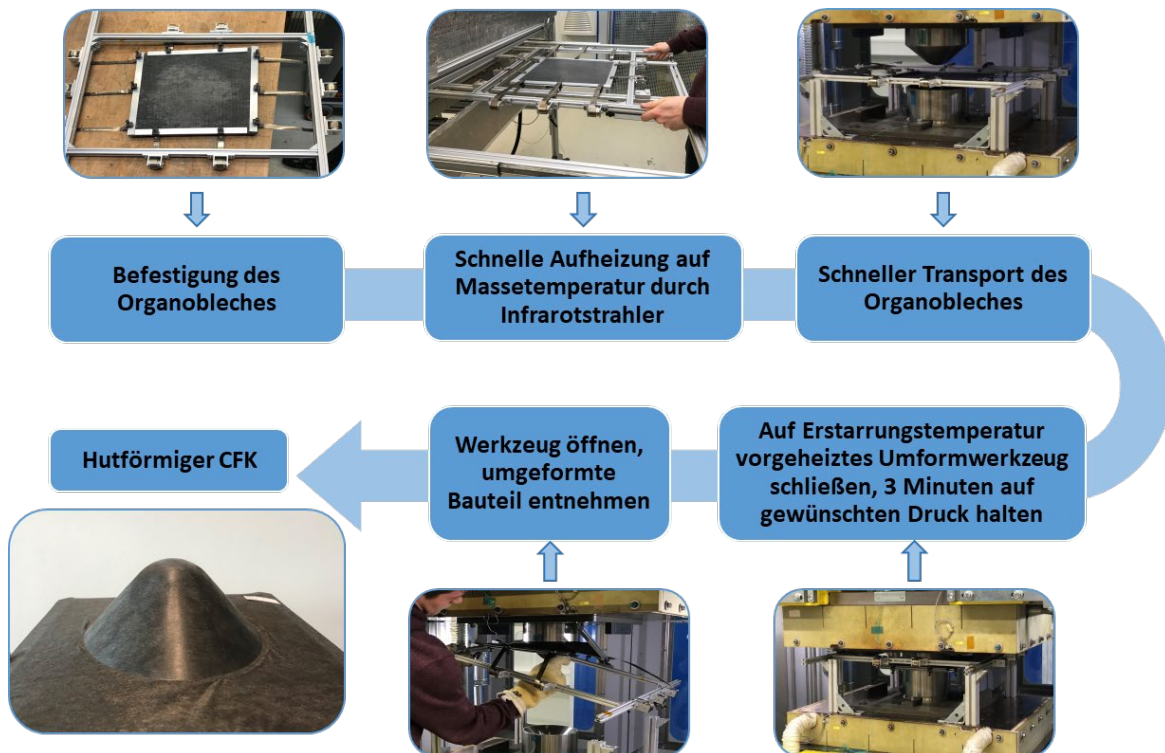 Befestigung des
Organobleches
Schnelle Aufheizung auf
Massetemperatur durch
Infrarotstrahler
Schneller Transport des
Organobleches
Auf Erstarrungstemperatur
vorgeheiztes Umformwerkzeug
schließen, 3 Minuten auf
gewünschten Druck halten
Werkzeug öffnen,
umgeformte
Bauteil entnehmen
Hutförmiger CFK